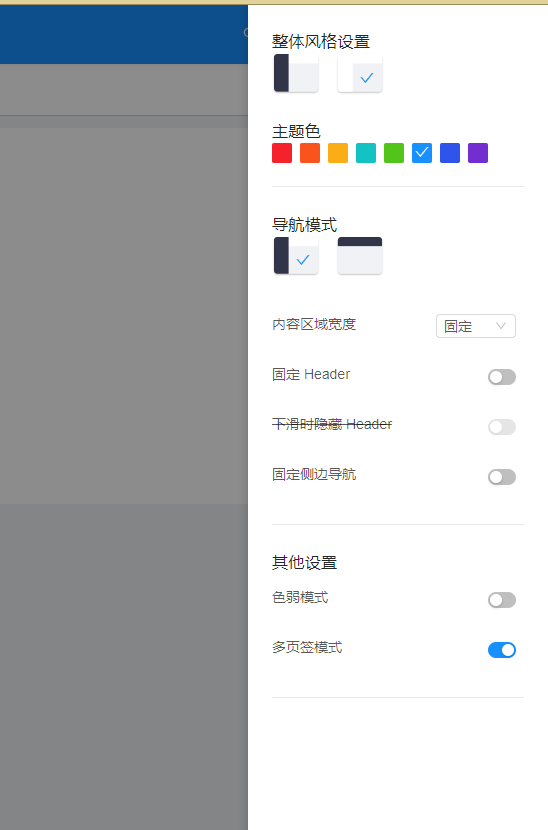 整体风格设置
主题色
导航模式
内容区域宽度 固定
固定 Header
下滑时隐藏 Header
固定侧边导航
其他设置
色弱模式
多页签模式